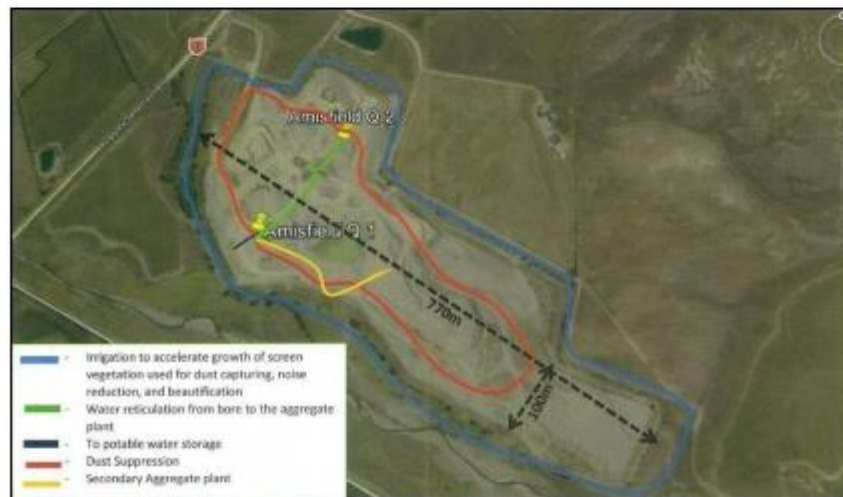 Amisfield Q 2
Amisfield Q 1
770m
100m
- Irrigation to accelerate growth of screen
vegetation used for dust capturing, noise
reduction, and beautification
- Water reticulation from bore to the aggregate
plant
- To potable water storage
- Dust Suppression
- Secondary Aggregate plant